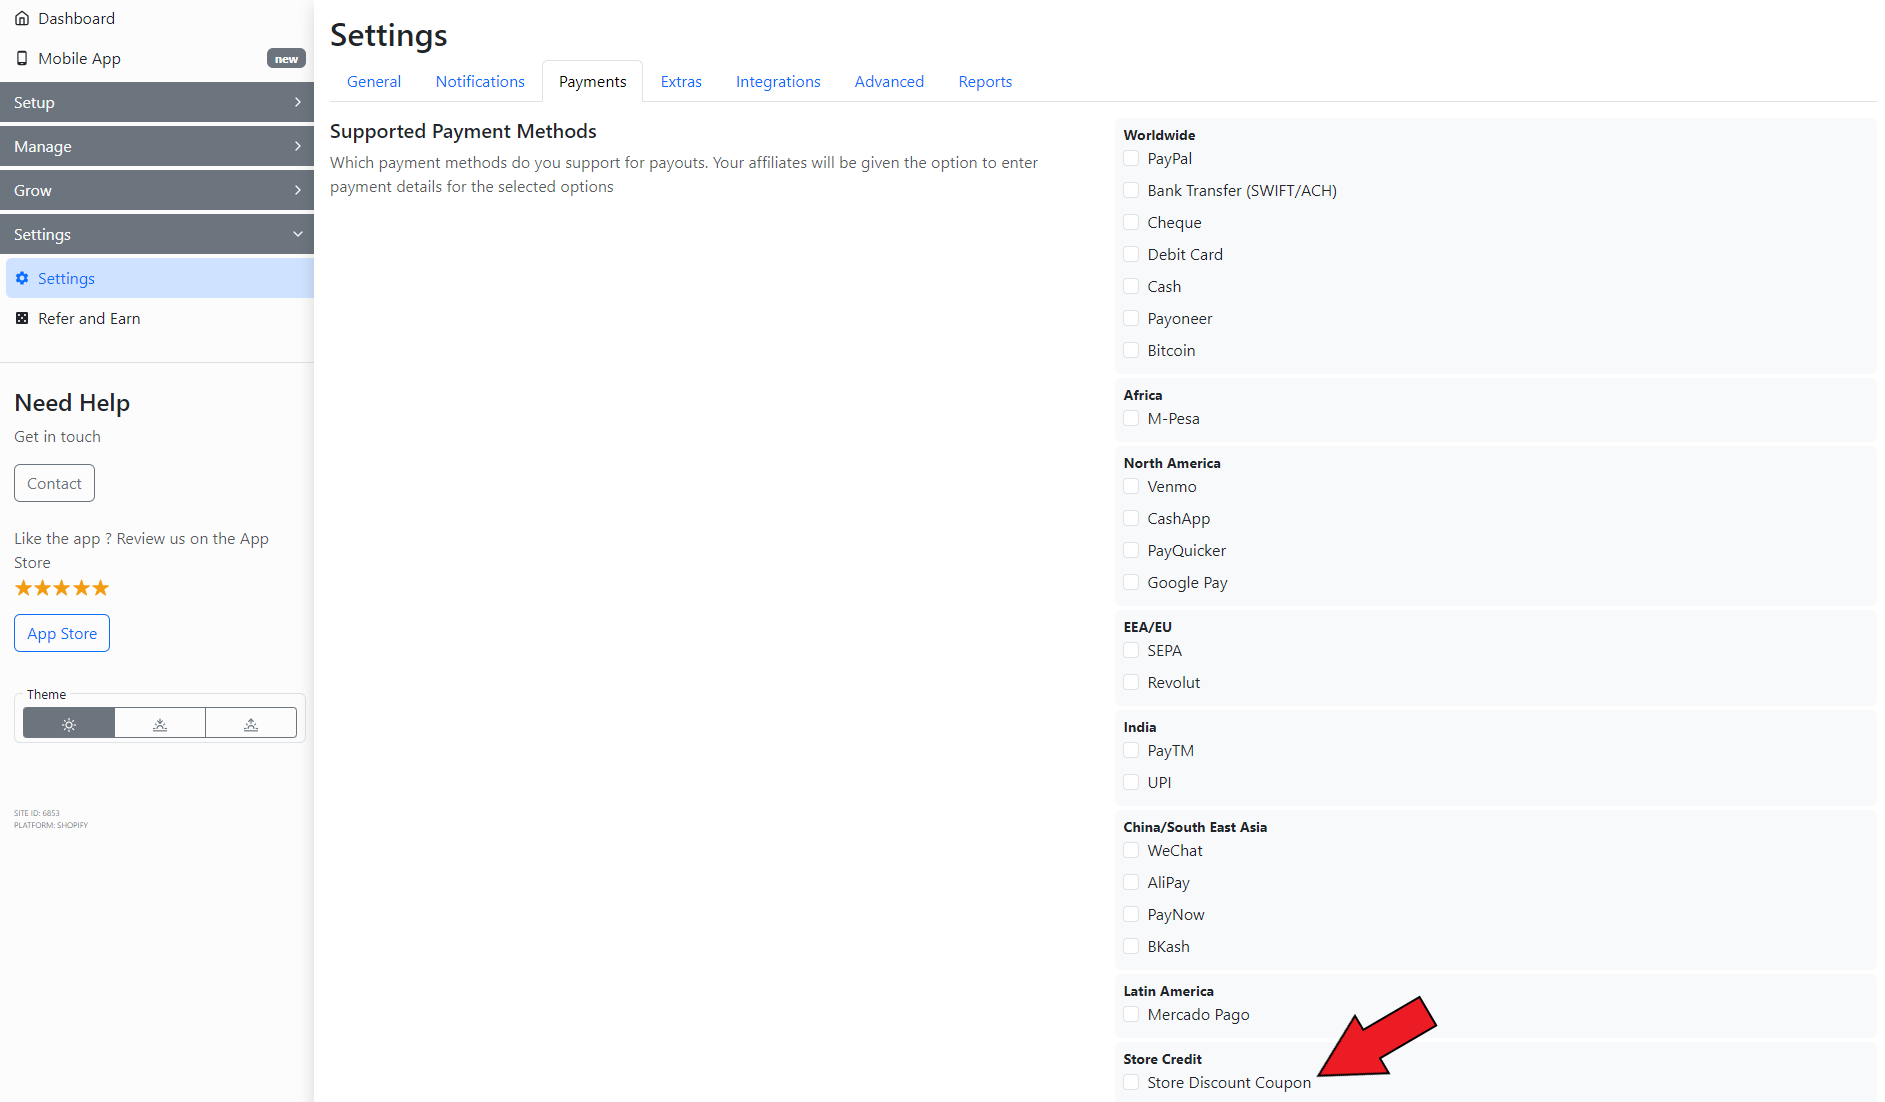 Dashboard
Mobile App new
Setup
Manage
Grow
Settings
Settings
Refer and Earn
Need Help
Get in touch
Contact
Like the app ? Review us on the App
Store
App Store
Theme
SITE ID: 6853
PLATFORM: SHOPIFY
Settings
General Notifications Payments Extras Integrations Advanced Reports
Supported Payment Methods
Which payment methods do you support for payouts. Your affiliates will be given the option to enter
payment details for the selected options
Worldwide
PayPal
Bank Transfer (SWIFT/ACH)
Cheque
Debit Card
Cash
Payoneer
Bitcoin
Africa
M-Pesa
North America
Venmo
CashApp
PayQuicker
Google Pay
EEA/EU
SEPA
Revolut
India
PayTM
UPI
China/South East Asia
WeChat
AliPay
PayNow
BKash
Latin America
Mercado Pago
Store Credit
Store Discount Coupon